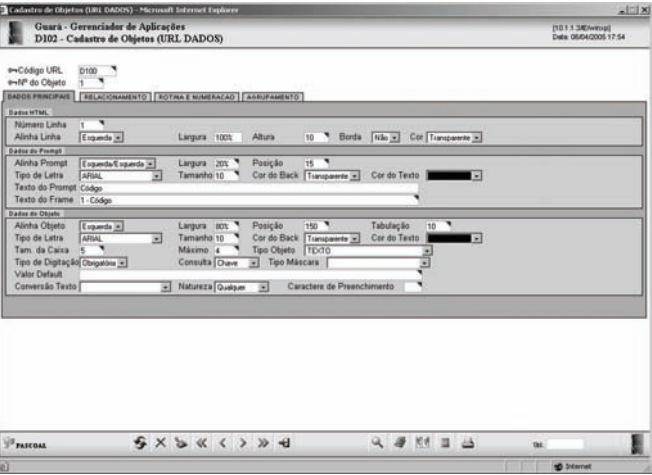 Cadastro de Objetos (URL DADOS) - Microsoft Internet Explorer
Guará - Gerenciador de Aplicações
D102 - Cadastro de Objetos (URL DADOS)
Data: 06/04/2005 17:54
Código URL D100
Nº do Objeto 1
DADOS PRINCIPAIS RELACIONAMENTO ROTINA E NUMERACAO AGRUPAMENTO
Dados HTML
Número Linha 1
Alinha Linha Esquerda Largura 100% Altura 10 Borda Não Cor Transparente
Dados do Prompt
Alinha Prompt Esquerda/Esquerda Largura 20% Posição 15
Tipo de Letra ARIAL Tamanho 10 Cor do Back Transparente Cor do Texto
Texto do Prompt Código
Texto do Frame 1 - Código
Dados do Objeto
Alinha Objeto Esquerda Largura 80% Posição 150 Tabulação 10
Tipo de Letra ARIAL Tamanho 10 Cor do Back Transparente Cor do Texto
Tam. da Caixa 5 Máximo 4 Tipo Objeto TEXTO
Tipo de Digitação Obrigatória Consulta Chave Tipo Máscara
Valor Default
Conversão Texto Natureza Qualquer Caractere de Preenchimento
PASCOAL
Internet